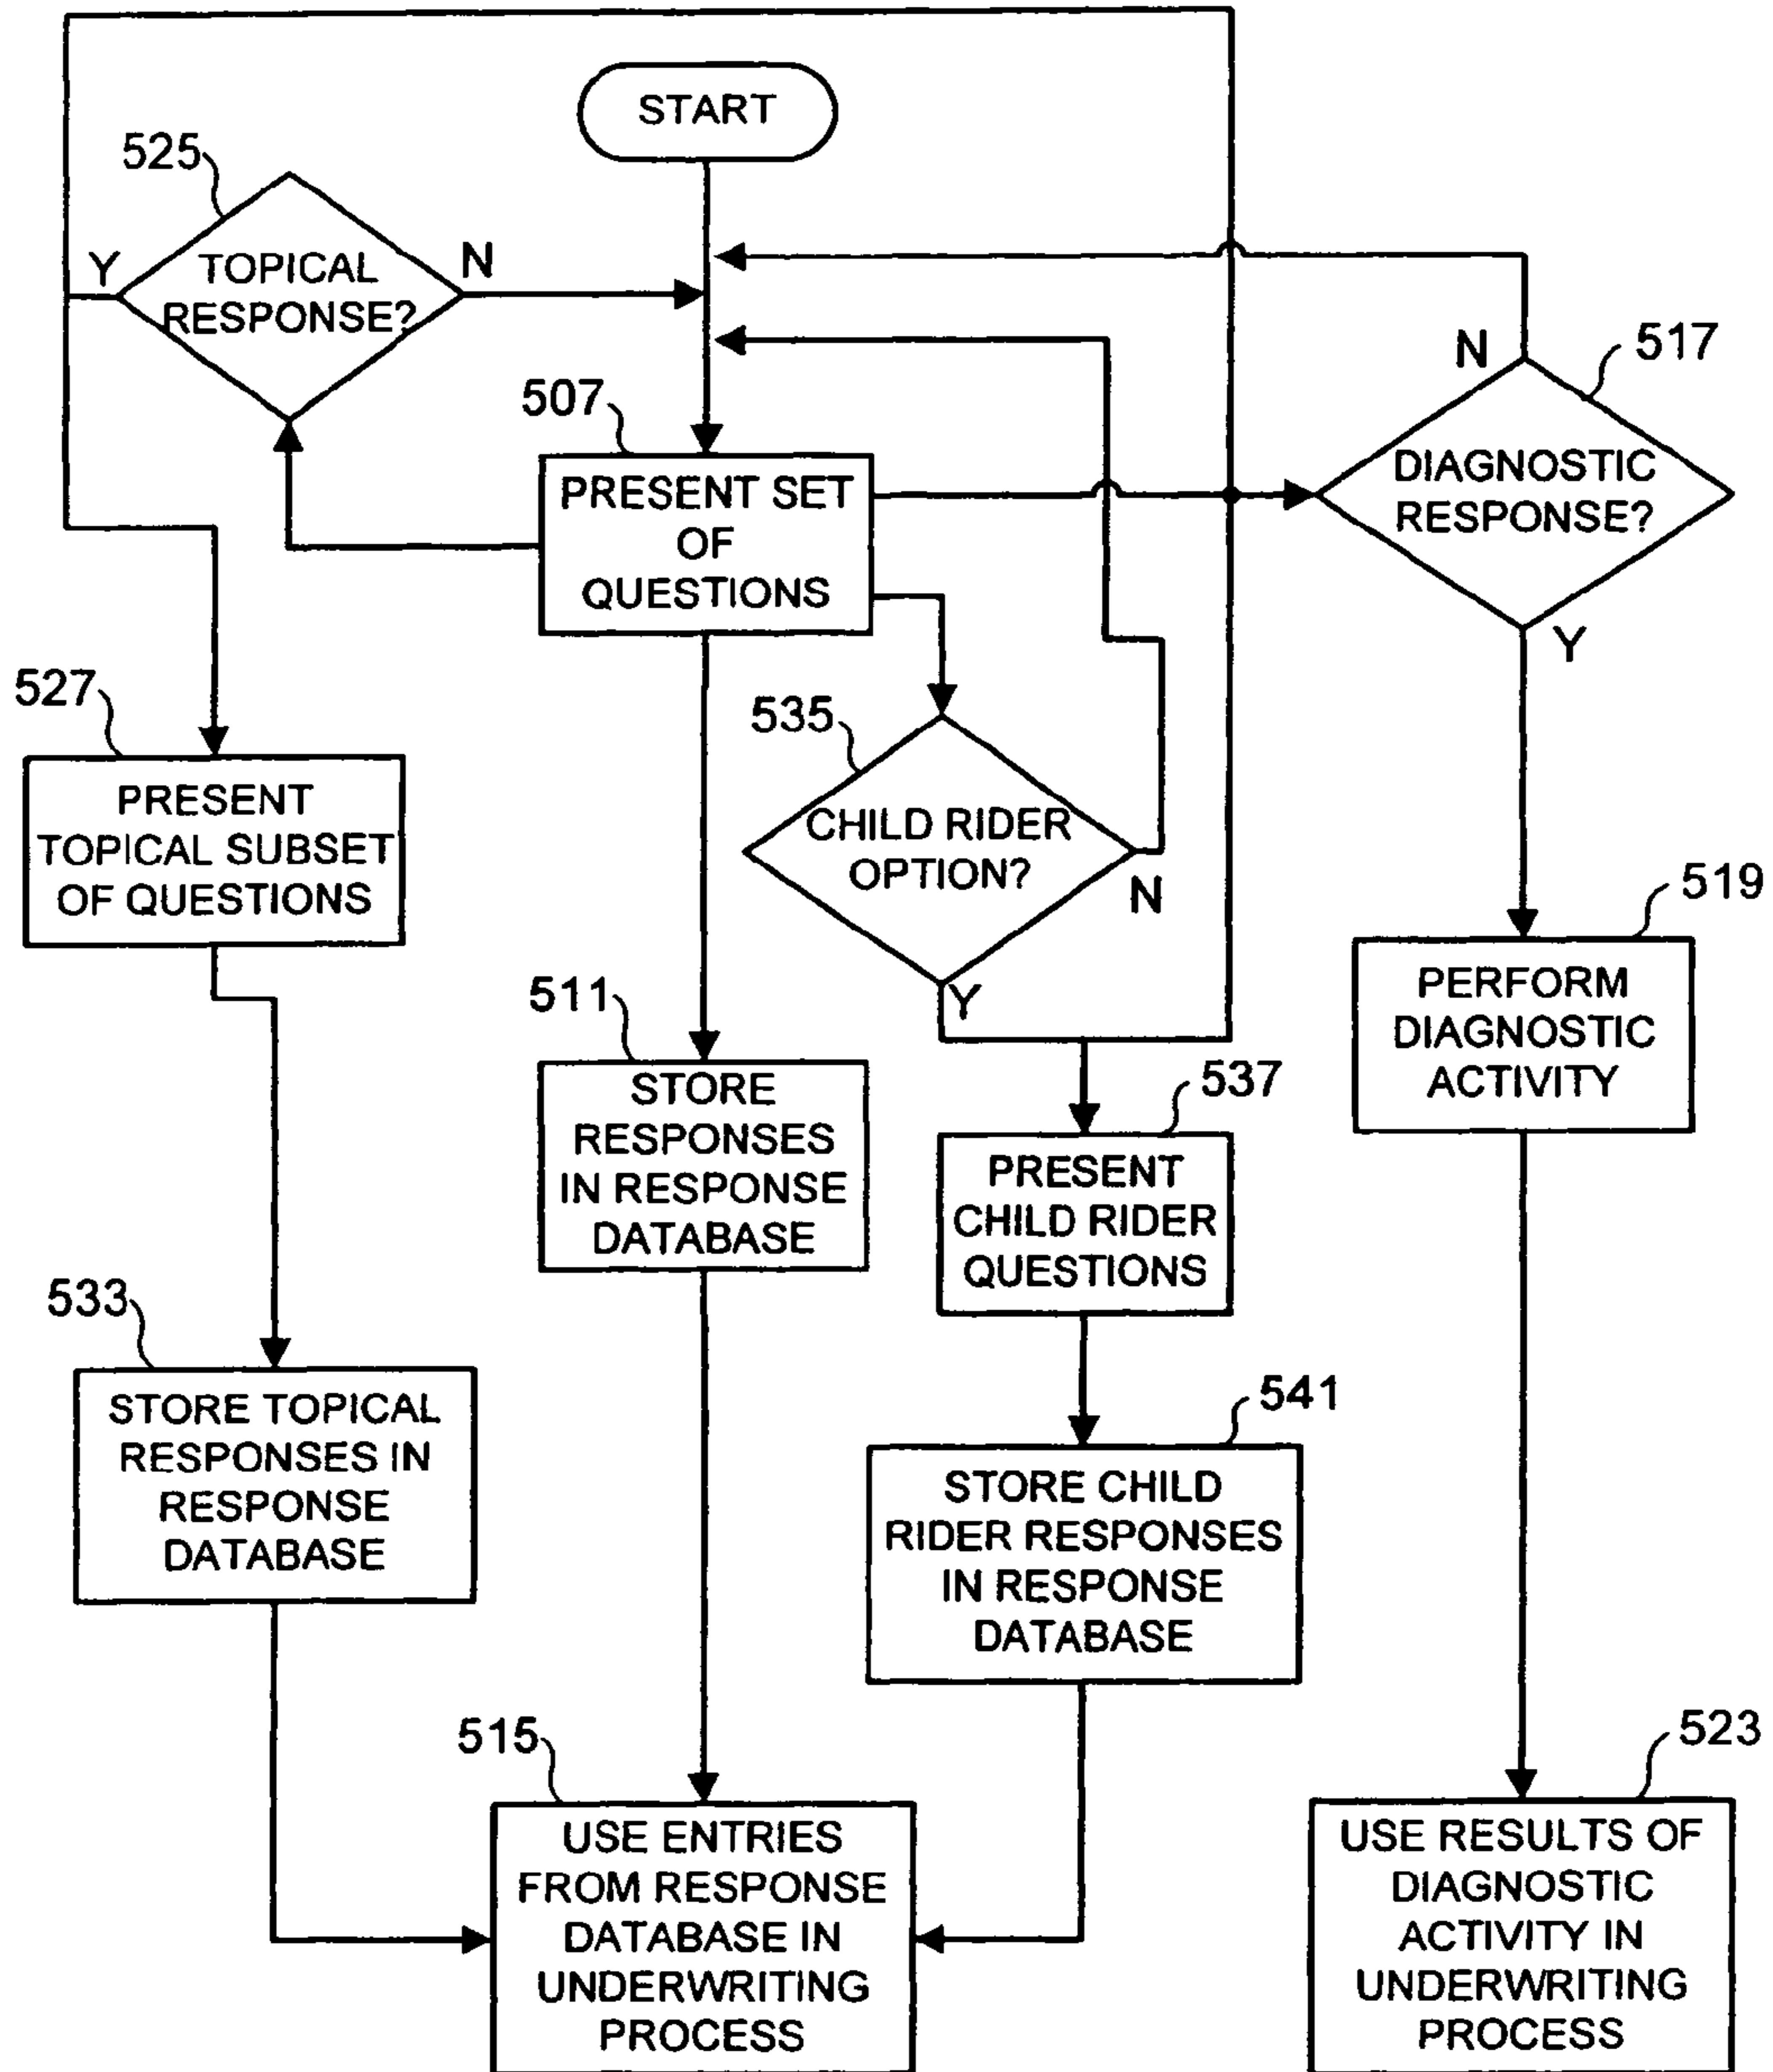 START
525
TOPICAL
RESPONSE?
Y
N
507
PRESENT SET
OF
QUESTIONS
517
DIAGNOSTIC
RESPONSE?
N
Y
527
PRESENT
TOPICAL SUBSET
OF QUESTIONS
535
CHILD RIDER
OPTION?
N
Y
519
PERFORM
DIAGNOSTIC
ACTIVITY
511
STORE
RESPONSES
IN RESPONSE
DATABASE
537
PRESENT
CHILD RIDER
QUESTIONS
533
STORE TOPICAL
RESPONSES IN
RESPONSE
DATABASE
541
STORE CHILD
RIDER RESPONSES
IN RESPONSE
DATABASE
515
USE ENTRIES
FROM RESPONSE
DATABASE IN
UNDERWRITING
PROCESS
523
USE RESULTS OF
DIAGNOSTIC
ACTIVITY IN
UNDERWRITING
PROCESS